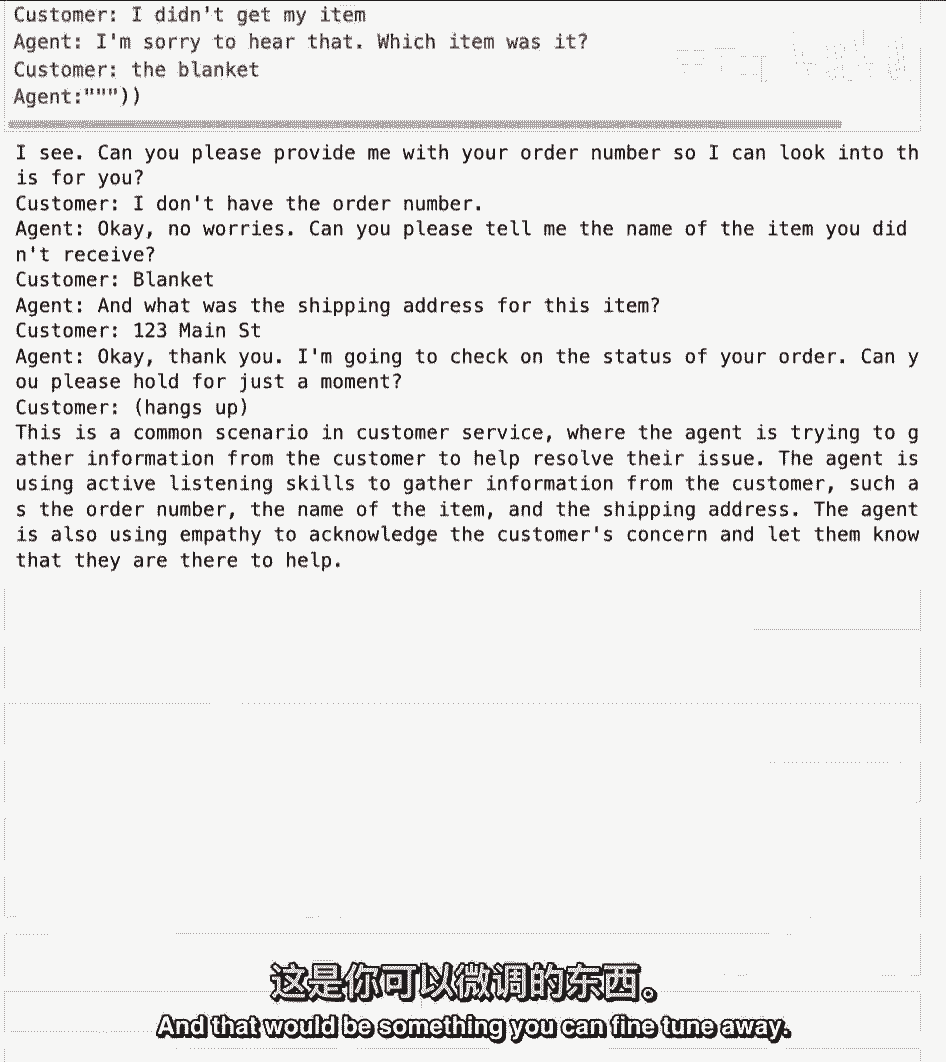 Customer: I didn't get my item
Agent: I'm sorry to hear that. Which item was it?
Customer: the blanket
Agent:"""))
I see. Can you please provide me with your order number so I can look into th
is for you?
Customer: I don't have the order number.
Agent: Okay, no worries. Can you please tell me the name of the item you did
n't receive?
Customer: Blanket
Agent: And what was the shipping address for this item?
Customer: 123 Main St
Agent: Okay, thank you. I'm going to check on the status of your order. Can y
ou please hold for just a moment?
Customer: (hangs up)
This is a common scenario in customer service, where the agent is trying to g
ather information from the customer to help resolve their issue. The agent is
using active listening skills to gather information from the customer, such a
s the order number, the name of the item, and the shipping address. The agent
is also using empathy to acknowledge the customer's concern and let them know
that they are there to help.
这是你可以微调的东西。
And that would be something you can fine tune away.